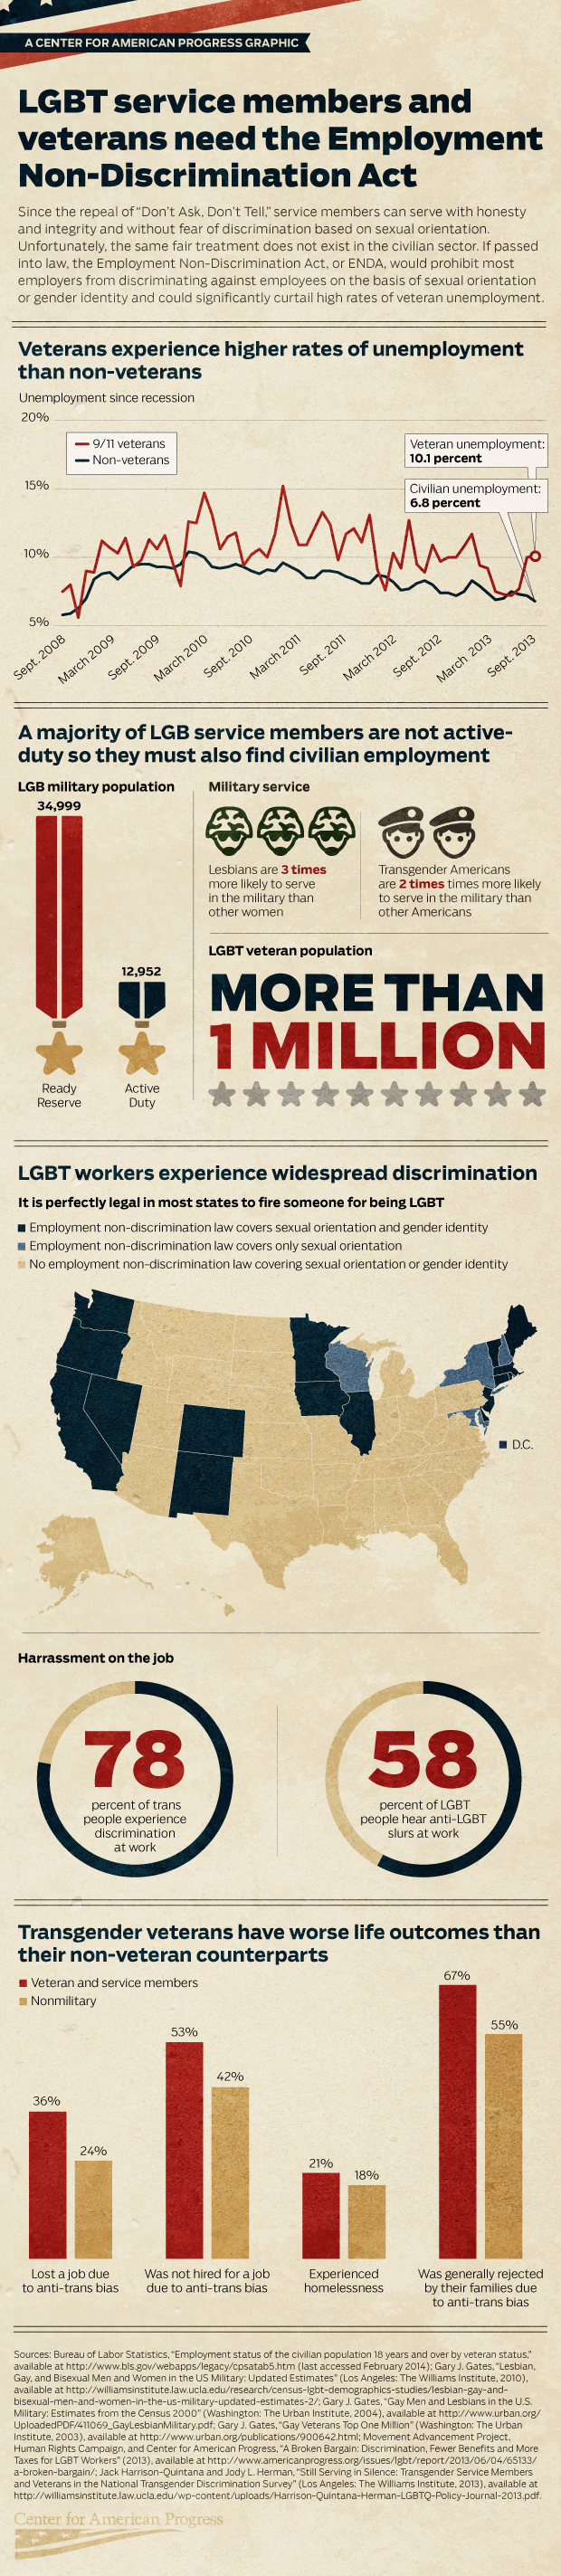 A CENTER FOR AMERICAN PROGRESS GRAPHIC
LGBT service members and
veterans need the Employment
Non-Discrimination Act
Since the repeal of “Don’t Ask, Don’t Tell,” service members can serve with honesty
and integrity and without fear of discrimination based on sexual orientation.
Unfortunately, the same fair treatment does not exist in the civilian sector. If passed
into law, the Employment Non-Discrimination Act, or ENDA, would prohibit most
employers from discriminating against employees on the basis of sexual orientation
or gender identity and could significantly curtail high rates of veteran unemployment.
Veterans experience higher rates of unemployment
than non-veterans
Unemployment since recession
20%
9/11 veterans
Non-veterans
Veteran unemployment:
10.1 percent
Civilian unemployment:
6.8 percent
15%
10%
5%
Sept. 2008
March 2009
Sept. 2009
March 2010
Sept. 2010
March 2011
Sept. 2011
March 2012
Sept. 2012
March 2013
Sept. 2013
A majority of LGB service members are not active-
duty so they must also find civilian employment
LGB military population
34,999
12,952
Ready
Reserve
Active
Duty
Military service
Lesbians are 3 times
more likely to serve
in the military than
other women
Transgender Americans
are 2 times times more likely
to serve in the military than
other Americans
LGBT veteran population
MORE THAN
1 MILLION
LGBT workers experience widespread discrimination
It is perfectly legal in most states to fire someone for being LGBT
Employment non-discrimination law covers sexual orientation and gender identity
Employment non-discrimination law covers only sexual orientation
No employment non-discrimination law covering sexual orientation or gender identity
D.C.
Harrassment on the job
78
percent of trans
people experience
discrimination
at work
58
percent of LGBT
people hear anti-LGBT
slurs at work
Transgender veterans have worse life outcomes than
their non-veteran counterparts
Veteran and service members
Nonmilitary
36%
24%
53%
42%
21%
18%
67%
55%
Lost a job due
to anti-trans bias
Was not hired for a job
due to anti-trans bias
Experienced
homelessness
Was generally rejected
by their families due
to anti-trans bias
Sources: Bureau of Labor Statistics, “Employment status of the civilian population 18 years and over by veteran status,”
available at http://www.bls.gov/webapps/legacy/cpsatab5.htm (last accessed February 2014); Gary J. Gates, “Lesbian,
Gay, and Bisexual Men and Women in the US Military: Updated Estimates” (Los Angeles: The Williams Institute, 2010),
available at http://williamsinstitute.law.ucla.edu/research/census-lgbt-demographics-studies/lesbian-gay-and-
bisexual-men-and-women-in-the-us-military-updated-estimates-2/; Gary J. Gates, “Gay Men and Lesbians in the U.S.
Military: Estimates from the Census 2000” (Washington: The Urban Institute, 2004), available at http://www.urban.org/
UploadedPDF/411069_GayLesbianMilitary.pdf; Gary J. Gates, “Gay Veterans Top One Million” (Washington: The Urban
Institute, 2003), available at http://www.urban.org/publications/900642.html; Movement Advancement Project,
Human Rights Campaign, and Center for American Progress, “A Broken Bargain: Discrimination, Fewer Benefits and More
Taxes for LGBT Workers” (2013), available at http://www.americanprogress.org/issues/lgbt/report/2013/06/04/65133/
a-broken-bargain/; Jack Harrison-Quintana and Jody L. Herman, “Still Serving in Silence: Transgender Service Members
and Veterans in the National Transgender Discrimination Survey” (Los Angeles: The Williams Institute, 2013), available at
http://williamsinstitute.law.ucla.edu/wp-content/uploads/Harrison-Quintana-Herman-LGBTQ-Policy-Journal-2013.pdf.
Center for American Progress